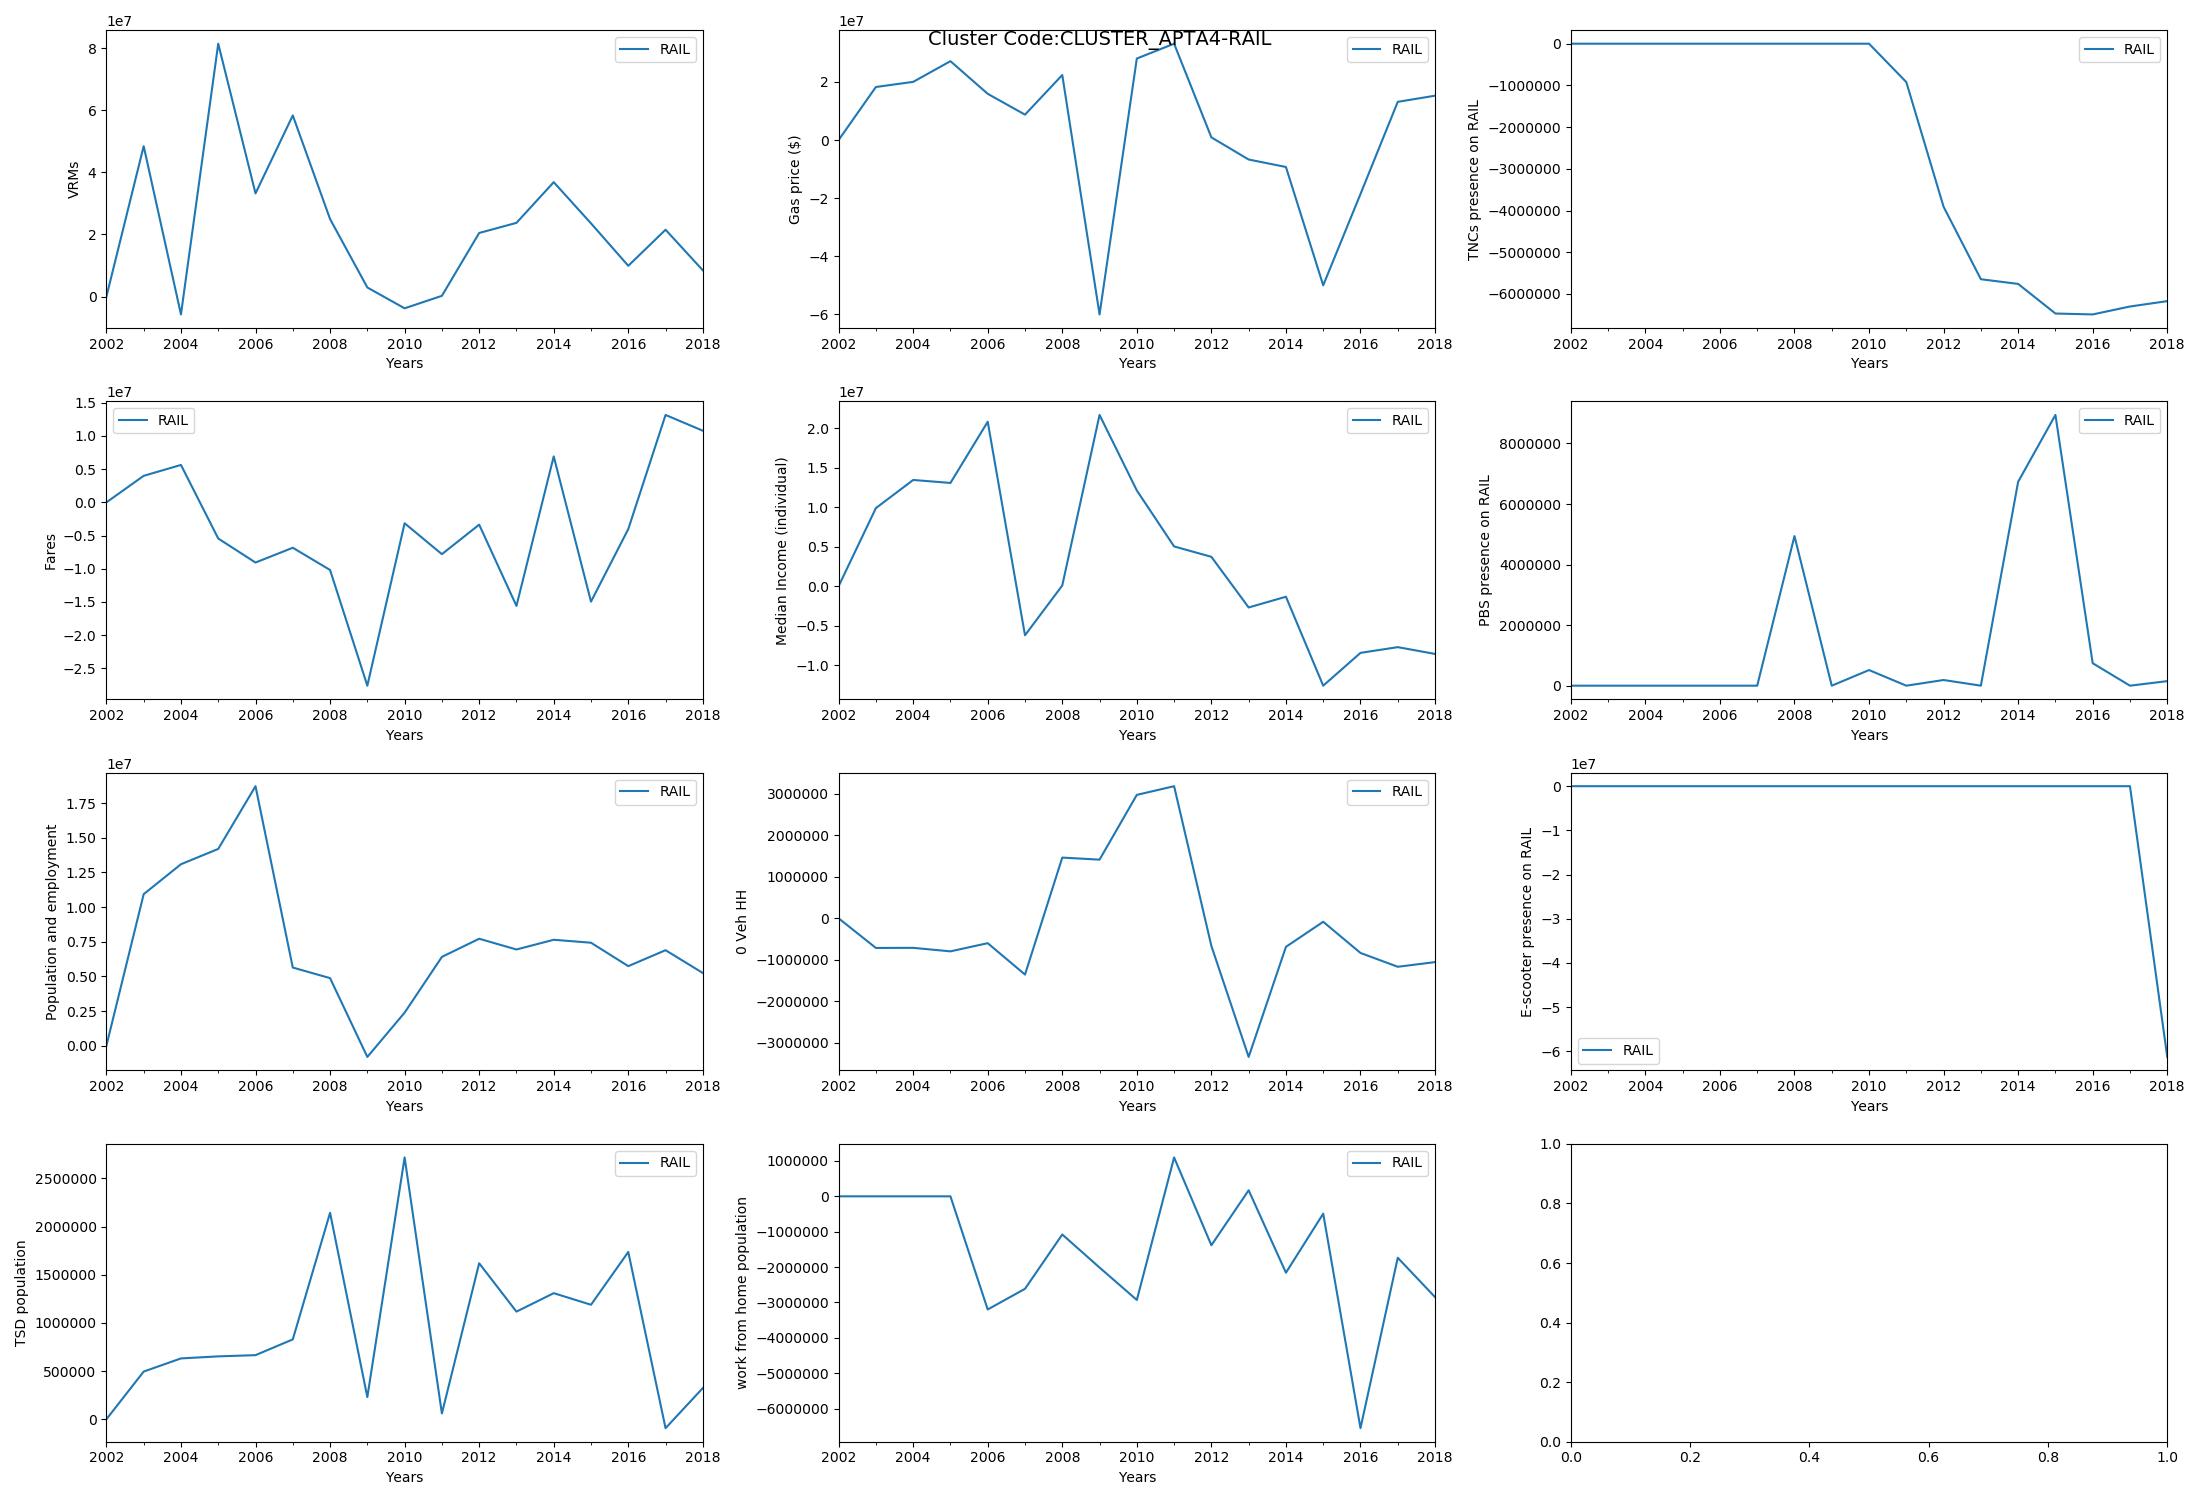 Cluster Code:CLUSTER_APTA4-RAIL
1e7
RAIL
VRMs
8
6
4
2
0
2002 2004 2006 2008 2010 2012 2014 2016 2018
Years
1e7
RAIL
Gas price ($)
2
0
−2
−4
−6
2002 2004 2006 2008 2010 2012 2014 2016 2018
Years
RAIL
TNCs presence on RAIL
0
−1000000
−2000000
−3000000
−4000000
−5000000
−6000000
2002 2004 2006 2008 2010 2012 2014 2016 2018
Years
1e7
RAIL
Fares
1.5
1.0
0.5
0.0
−0.5
−1.0
−1.5
−2.0
−2.5
2002 2004 2006 2008 2010 2012 2014 2016 2018
Years
1e7
RAIL
Median Income (individual)
2.0
1.5
1.0
0.5
0.0
−0.5
−1.0
2002 2004 2006 2008 2010 2012 2014 2016 2018
Years
RAIL
PBS presence on RAIL
8000000
6000000
4000000
2000000
0
2002 2004 2006 2008 2010 2012 2014 2016 2018
Years
1e7
RAIL
Population and employment
1.75
1.50
1.25
1.00
0.75
0.50
0.25
0.00
2002 2004 2006 2008 2010 2012 2014 2016 2018
Years
RAIL
0 Veh HH
3000000
2000000
1000000
0
−1000000
−2000000
−3000000
2002 2004 2006 2008 2010 2012 2014 2016 2018
Years
1e7
RAIL
E-scooter presence on RAIL
0
−1
−2
−3
−4
−5
−6
2002 2004 2006 2008 2010 2012 2014 2016 2018
Years
RAIL
TSD population
2500000
2000000
1500000
1000000
500000
0
2002 2004 2006 2008 2010 2012 2014 2016 2018
Years
RAIL
work from home population
1000000
0
−1000000
−2000000
−3000000
−4000000
−5000000
−6000000
2002 2004 2006 2008 2010 2012 2014 2016 2018
Years
1.0
0.8
0.6
0.4
0.2
0.0
0.0 0.2 0.4 0.6 0.8 1.0